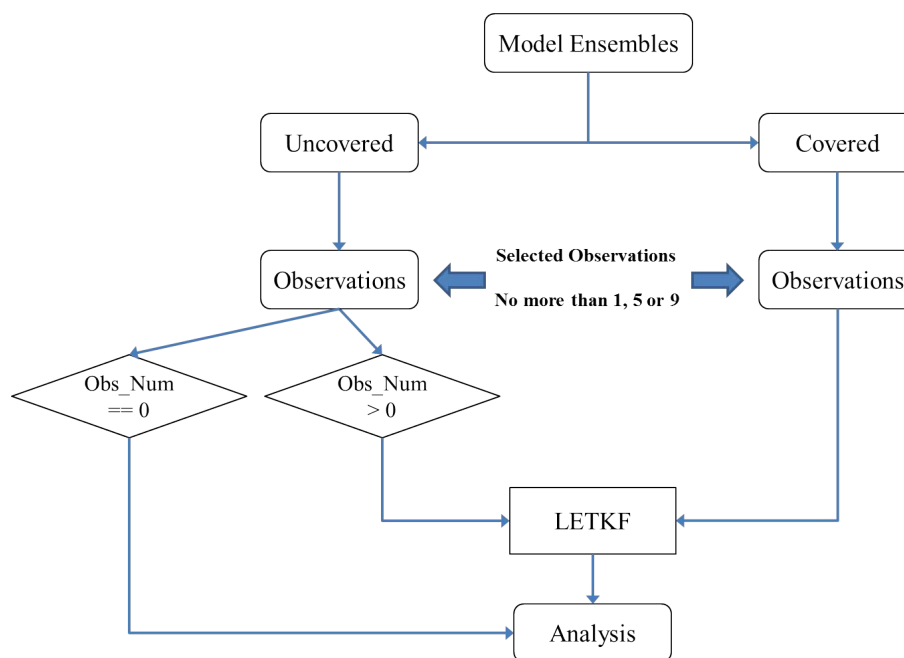 Model Ensembles
Uncovered
Covered
Observations
Selected Observations
No more than 1, 5 or 9
Observations
Obs_Num
== 0
Obs_Num
> 0
LETKF
Analysis